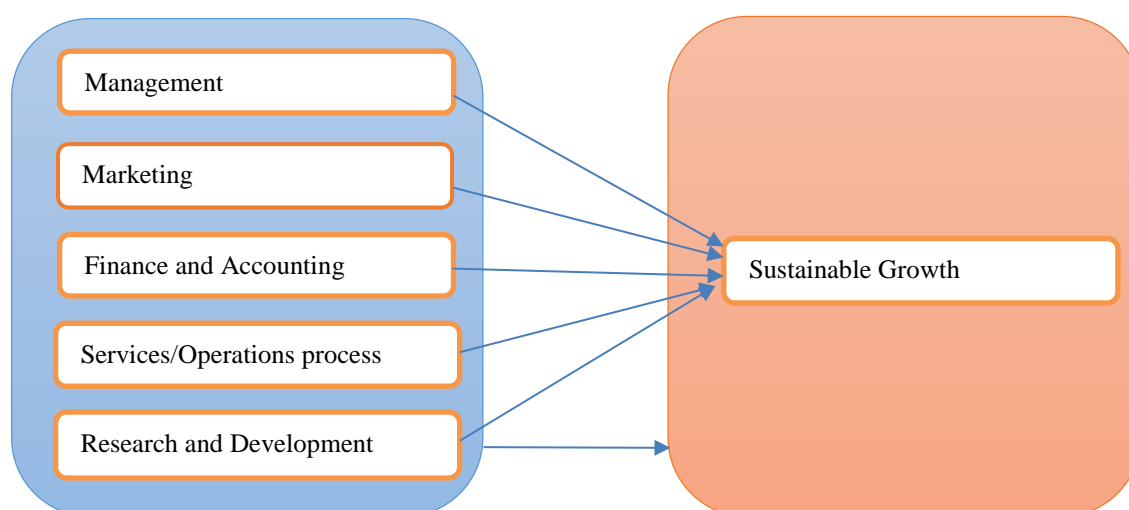 Management
Marketing
Finance and Accounting
Sustainable Growth
Services/Operations process
Research and Development